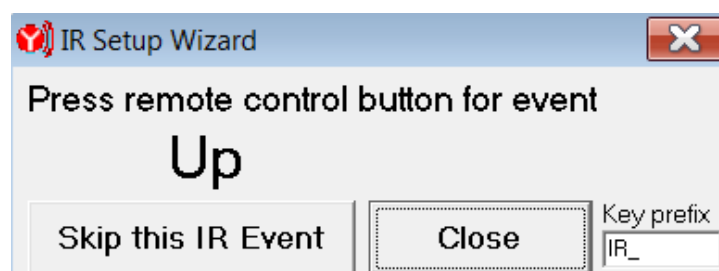 IR Setup Wizard
Press remote control button for event
Up
Skip this IR Event
Close
Key prefix
IR_